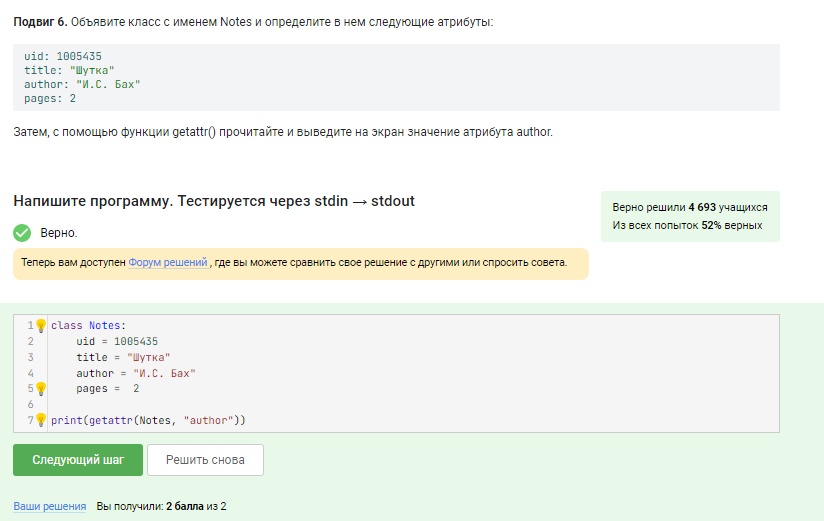 Подвиг 6. Объявите класс с именем Notes и определите в нем следующие атрибуты:
uid: 1005435
title: "Шутка"
author: "И.С. Бах"
pages: 2
Затем, с помощью функции getattr() прочитайте и выведите на экран значение атрибута author.
Напишите программу. Тестируется через stdin → stdout
Верно решили 4 693 учащихся
Из всех попыток 52% верных
Верно.
Теперь вам доступен Форум решений, где вы можете сравнить свое решение с другими или спросить совета.
1 class Notes:
2 uid = 1005435
3 title = "Шутка"
4 author = "И.С. Бах"
5 pages = 2
6
7 print(getattr(Notes, "author"))
Следующий шаг Решить снова
Ваши решения Вы получили: 2 балла из 2